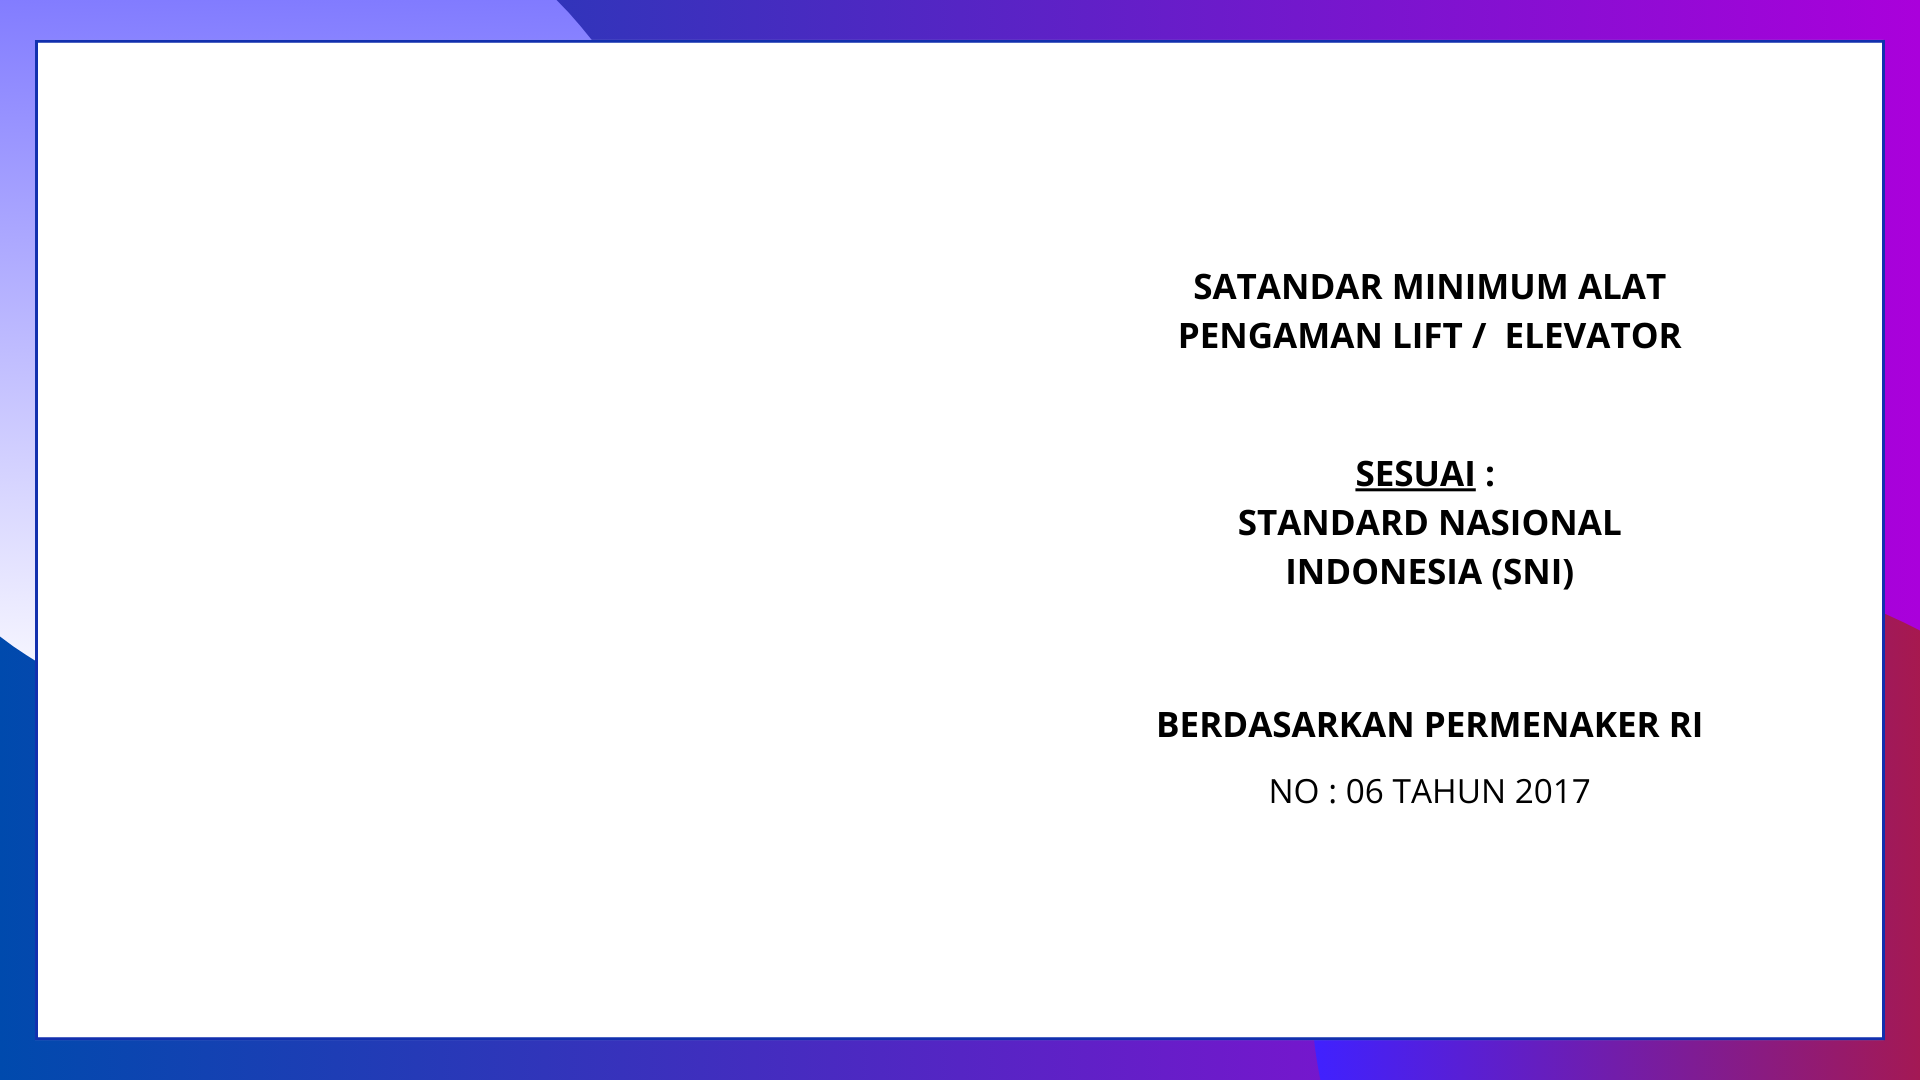 SATANDAR MINIMUM ALAT
PENGAMAN LIFT /  ELEVATOR
SESUAI :
STANDARD NASIONAL
INDONESIA (SNI)
BERDASARKAN PERMENAKER RI
NO : 06 TAHUN 2017